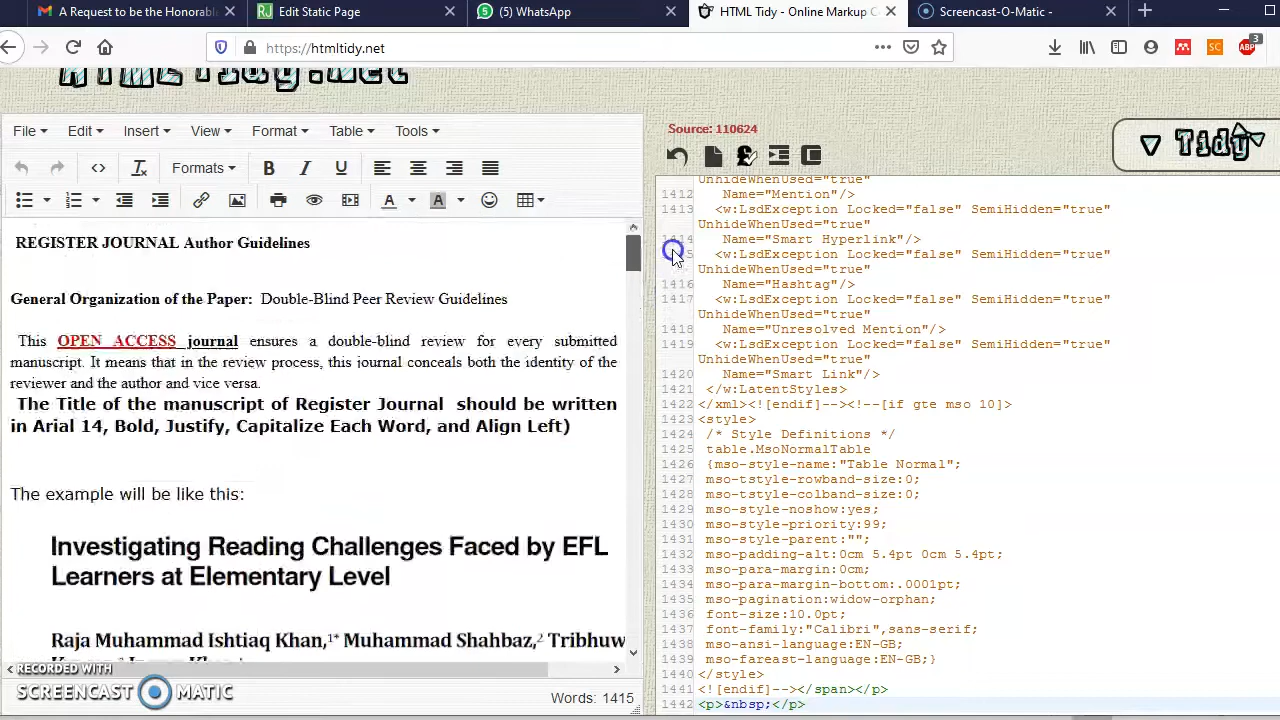 A Request to be the Honorabl
Edit Static Page
(5) WhatsApp
HTML Tidy - Online Markup C
Screencast-O-Matic -
https://htmltidy.net
3
HTMLTidy.net
File Edit Insert View Format Table Tools
Formats
Source: 110624
Tidy
REGISTER JOURNAL Author Guidelines
General Organization of the Paper: Double-Blind Peer Review Guidelines
This OPEN ACCESS journal ensures a double-blind review for every submitted
manuscript. It means that in the review process, this journal conceals both the identity of the
reviewer and the author and vice versa.
The Title of the manuscript of Register Journal should be written
in Arial 14, Bold, Justify, Capitalize Each Word, and Align Left)
The example will be like this:
Investigating Reading Challenges Faced by EFL
Learners at Elementary Level
Raja Muhammad Ishtiaq Khan,1* Muhammad Shahbaz,2 Tribhuw
RECORDED WITH
SCREENCAST MATIC
Words: 1415
UnhideWhenUsed="true"
1412 Name="Mention"/>
1413 <w:LsdException Locked="false" SemiHidden="true"
UnhideWhenUsed="true"
1414 Name="Smart Hyperlink"/>
1415 <w:LsdException Locked="false" SemiHidden="true"
UnhideWhenUsed="true"
1416 Name="Hashtag"/>
1417 <w:LsdException Locked="false" SemiHidden="true"
UnhideWhenUsed="true"
1418 Name="Unresolved Mention"/>
1419 <w:LsdException Locked="false" SemiHidden="true"
UnhideWhenUsed="true"
1420 Name="Smart Link"/>
1421 </w:LatentStyles>
1422 </xml><![endif]--><!--[if gte mso 10]>
1423 <style>
1424 /* Style Definitions */
1425 table.MsoNormalTable
1426 {mso-style-name:"Table Normal";
1427 mso-tstyle-rowband-size:0;
1428 mso-tstyle-colband-size:0;
1429 mso-style-noshow:yes;
1430 mso-style-priority:99;
1431 mso-style-parent:"";
1432 mso-padding-alt:0cm 5.4pt 0cm 5.4pt;
1433 mso-para-margin:0cm;
1434 mso-para-margin-bottom:.0001pt;
1435 mso-pagination:widow-orphan;
1436 font-size:10.0pt;
1437 font-family:"Calibri",sans-serif;
1438 mso-ansi-language:EN-GB;
1439 mso-fareast-language:EN-GB;}
1440 </style>
1441 <![endif]--></span></p>
1442 <p>&nbsp;</p>